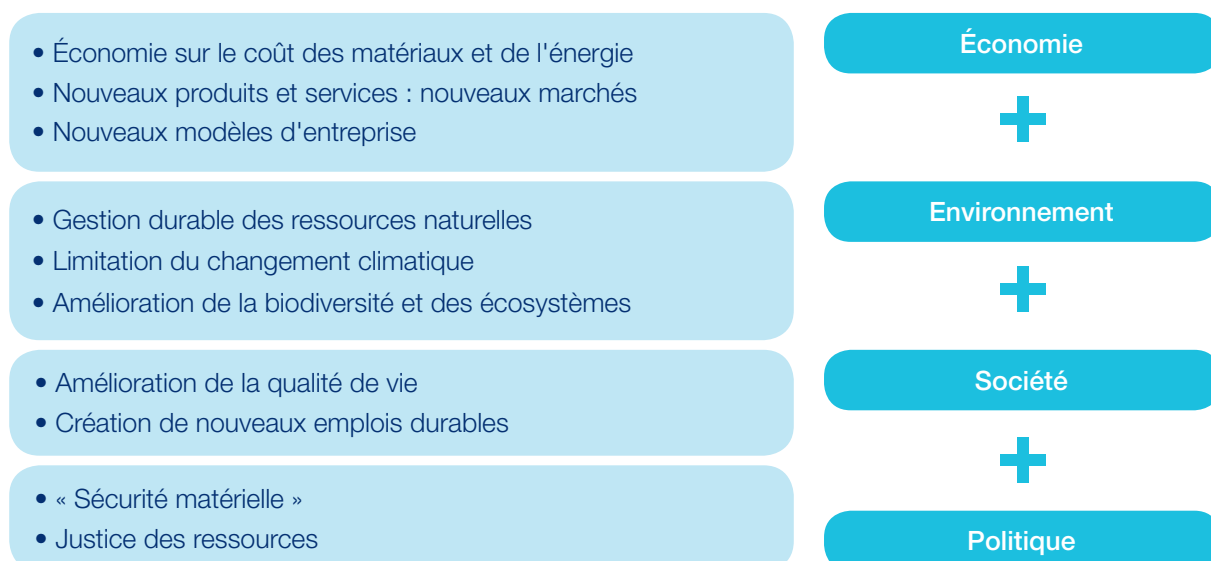 • Économie sur le coût des matériaux et de l'énergie
• Nouveaux produits et services : nouveaux marchés
• Nouveaux modèles d'entreprise
Économie
• Gestion durable des ressources naturelles
• Limitation du changement climatique
• Amélioration de la biodiversité et des écosystèmes
Environnement
• Amélioration de la qualité de vie
• Création de nouveaux emplois durables
Société
• « Sécurité matérielle »
• Justice des ressources
Politique